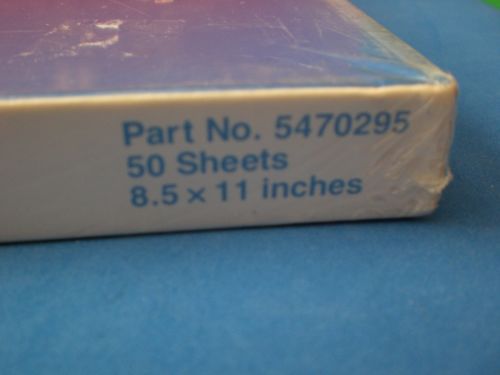 Part No. 5470295
50 Sheets
8.5 x 11 inches